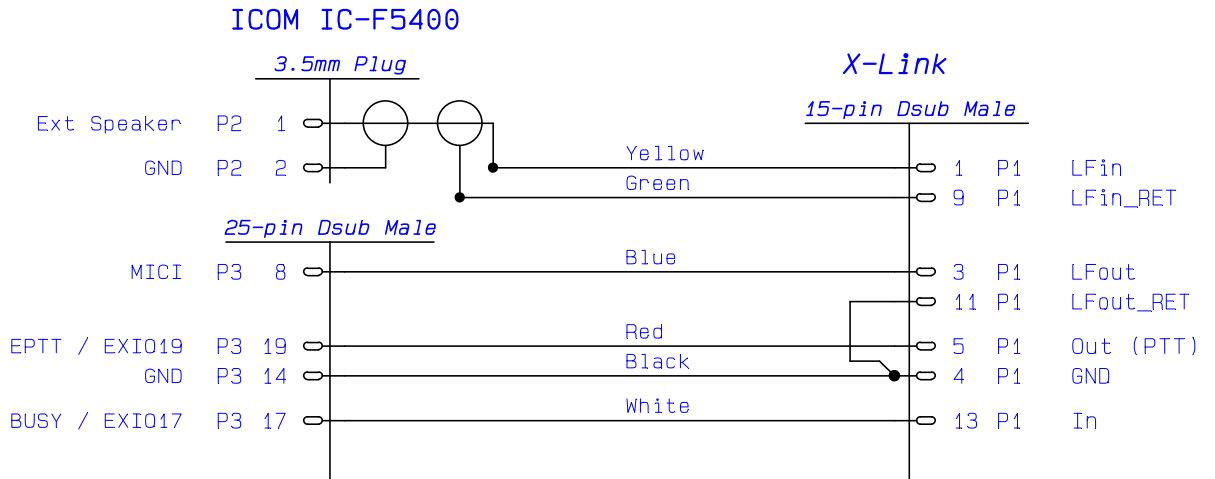 ICOM IC-F5400
3.5mm Plug
X-Link
15-pin Dsub Male
Ext Speaker P2 1
GND P2 2
Yellow
1 P1 LFin
Green
9 P1 LFin_RET
25-pin Dsub Male
MICI P3 8
Blue
3 P1 LFout
11 P1 LFout_RET
EPTT / EXIO19 P3 19
Red
5 P1 Out (PTT)
GND P3 14
Black
4 P1 GND
BUSY / EXIO17 P3 17
White
13 P1 In